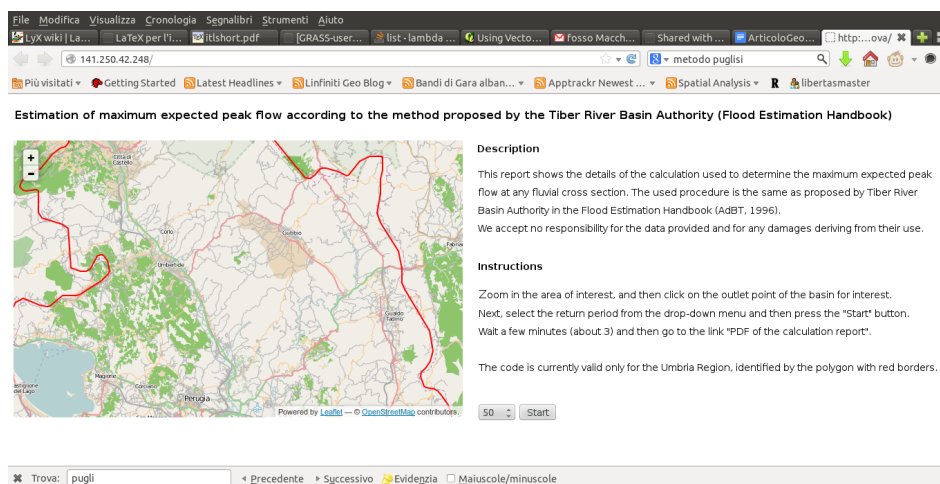 File Modifica Visualizza Cronologia Segnalibri Strumenti Aiuto
LyX wiki | La... LaTeX per l'i... itlshort.pdf [GRASS-user... list - lambda ... Using Vecto... fosso Macch... Shared with ... ArticoloGeo... http:...ova/
141.250.42.248/ metodo puglisi
Più visitati Getting Started Latest Headlines Linfiniti Geo Blog Bandi di Gara alban... Apptrackr Newest ... Spatial Analysis R libertasmaster
Estimation of maximum expected peak flow according to the method proposed by the Tiber River Basin Authority (Flood Estimation Handbook)
+
-
Città di
Castello
Corlo
Gubbio
Fabria
Umbertide
Gualdo
Tadino
Magione
Corciano
Perugia
astiglione
del Lago
Powered by Leaflet — © OpenStreetMap contributors.
Description
This report shows the details of the calculation used to determine the maximum expected peak
flow at any fluvial cross section. The used procedure is the same as proposed by Tiber River
Basin Authority in the Flood Estimation Handbook (AdBT, 1996).
We accept no responsibility for the data provided and for any damages deriving from their use.
Instructions
Zoom in the area of interest, and then click on the outlet point of the basin for interest.
Next, select the return period from the drop-down menu and then press the "Start" button.
Wait a few minutes (about 3) and then go to the link "PDF of the calculation report".
The code is currently valid only for the Umbria Region, identified by the polygon with red borders.
50 Start
Trova: pugli Precedente Successivo Evidenzia Maiuscole/minuscole